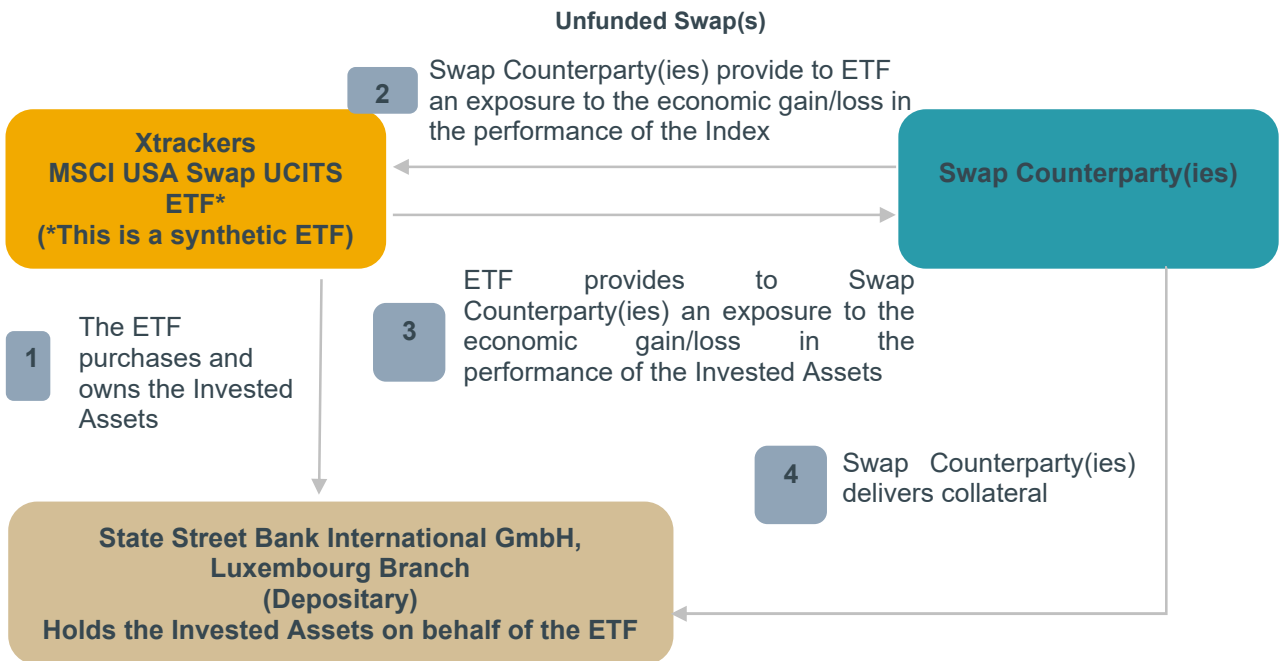 Unfunded Swap(s)
2
Swap Counterparty(ies) provide to ETF
an exposure to the economic gain/loss in
the performance of the Index
Xtrackers
MSCI USA Swap UCITS
ETF*
(*This is a synthetic ETF)
Swap Counterparty(ies)
1
The ETF
purchases and
owns the Invested
Assets
3
ETF provides to Swap
Counterparty(ies) an exposure to the
economic gain/loss in the
performance of the Invested Assets
4
Swap Counterparty(ies)
delivers collateral
State Street Bank International GmbH,
Luxembourg Branch
(Depositary)
Holds the Invested Assets on behalf of the ETF